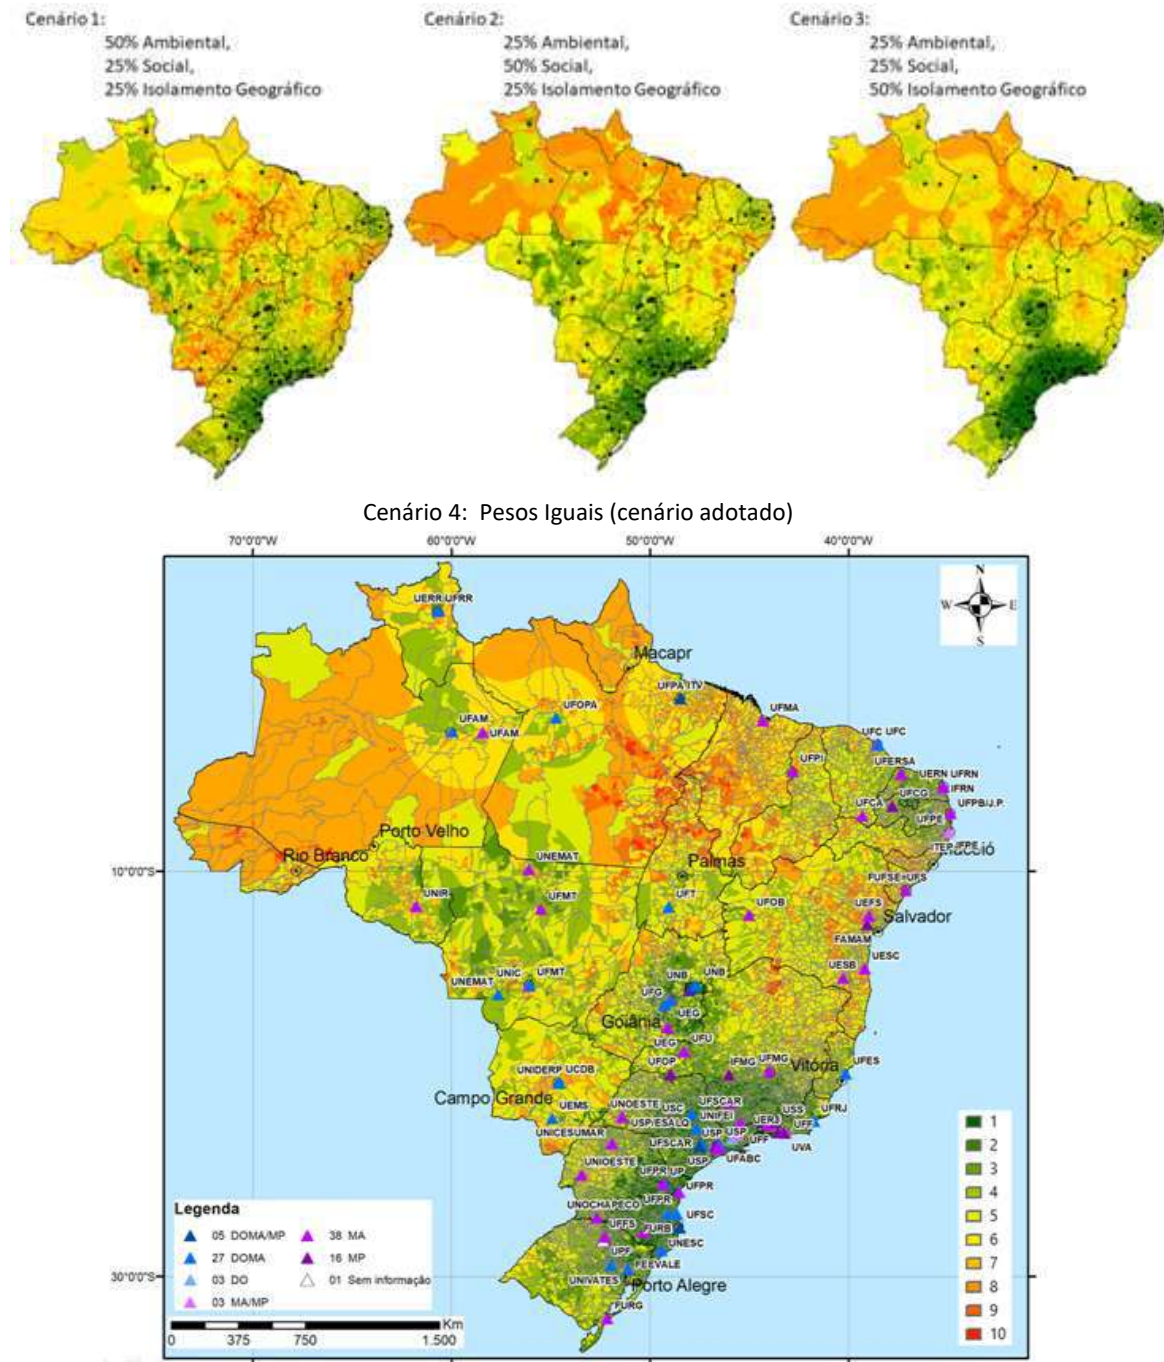 Cenário 1:
50% Ambiental,
25% Social,
25% Isolamento Geográfico
Cenário 2:
25% Ambiental,
50% Social,
25% Isolamento Geográfico
Cenário 3:
25% Ambiental,
25% Social,
50% Isolamento Geográfico
Cenário 4: Pesos Iguais (cenário adotado)
70°0'0"W 60°0'0"W 50°0'0"W 40°0'0"W
N
W E
S
UERR UFRR
Macapr
UFPA ITV
UFOPA
UFMA
UFAM
UFAM
UFC UFC
UFPI
UFERSA
UERN UFRN
IFRN
UFCG
UFCA
UFPB/J.P.
UFPE
Porto Velho
Rio Branco
UNEMAT
Palmas
ITEP IFPE
10°0'0"S
UNIR
UFMT
UFT
UFOB
FUFSE UFS
UEFS
Salvador
FAMAM
UESC
UESB
UNIC
UFMT
UNEMAT
UNB
UNB
UFG
Goiânia
UEG
UEG
UFU
UFOP
IFMG
UFMG
Vitória
UFES
UNIDERP UCDB
Campo Grande
UEMS
UNOESTE
USC
UFSCAR
USP/ESALQ
UNIFEI
UERJ
USS
UFRJ
UFF
UNICESUMAR
UFSCAR
USP
USP
UFF
UVA
USP
UFABC
UNIOESTE
UFPR UP
UFPR
UFPR
UNOCHAPECO
UFSC
UFFS
FURB
UNESC
UPF
FEEVALE
UNIVATES
Porto Alegre
30°0'0"S
FURG
Legenda
05 DOMA/MP
38 MA
27 DOMA
16 MP
03 DO
01 Sem informação
03 MA/MP
Km
0 375 750 1.500
1
2
3
4
5
6
7
8
9
10